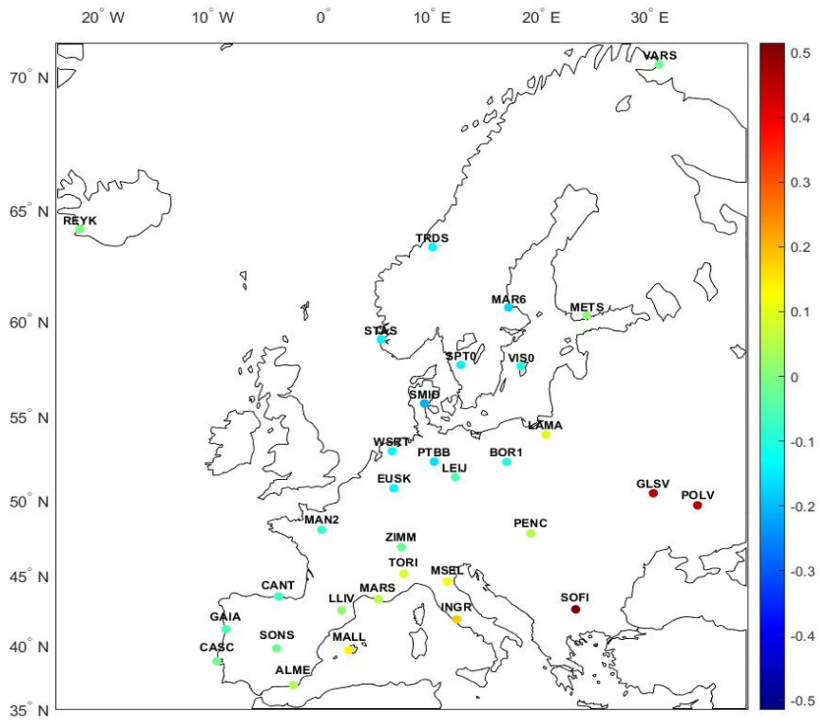 20° W 10° W 0° 10° E 20° E 30° E
70° N
65° N
60° N
55° N
50° N
45° N
40° N
35° N
VARS
REYK
TRDS
MAR6
METS
STAS
SPT0
VIS0
SMID
LAMA
WSRT
PTBB
BOR1
LEIJ
EUSK
GLSV
POLV
MAN2
PENC
ZIMM
TORI
MSEL
CANT
MARS
LLIV
INGR
SOFI
GAIA
SONS
MALL
CASC
ALME
0.5
0.4
0.3
0.2
0.1
0
-0.1
-0.2
-0.3
-0.4
-0.5